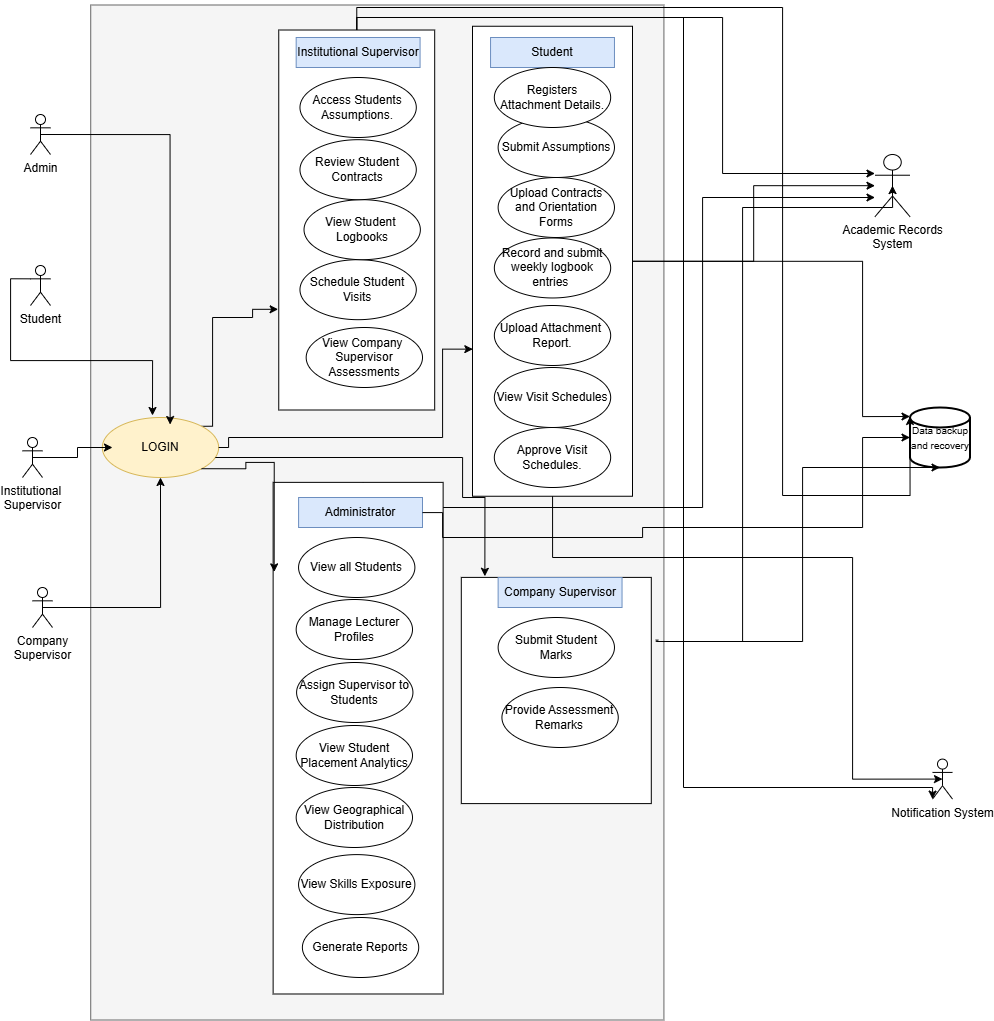 Institutional Supervisor
Access Students
Assumptions.
Review Student
Contracts
View Student
Logbooks
Schedule Student
Visits
View Company
Supervisor
Assessments
Student
Registers
Attachment Details.
Submit Assumptions
Upload Contracts
and Orientation
Forms
Record and submit
weekly logbook
entries
Upload Attachment
Report.
View Visit Schedules
Approve Visit
Schedules.
Admin
Student
LOGIN
Institutional
Supervisor
Company
Supervisor
Administrator
View all Students
Manage Lecturer
Profiles
Assign Supervisor to
Students
View Student
Placement Analytics
View Geographical
Distribution
View Skills Exposure
Generate Reports
Company Supervisor
Submit Student
Marks
Provide Assessment
Remarks
Academic Records
System
Data backup
and recovery
Notification System